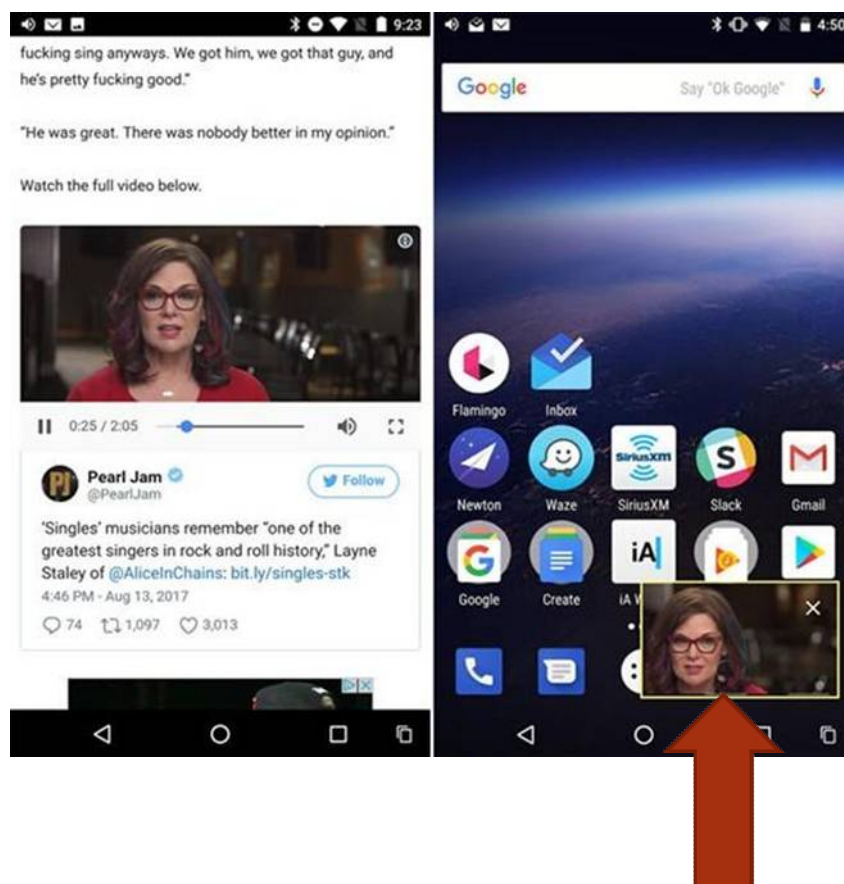 9:23
fucking sing anyways. We got him, we got that guy, and
he's pretty fucking good."
"He was great. There was nobody better in my opinion."
Watch the full video below.
0:25 / 2:05
Pearl Jam
@PearlJam
Follow
'Singles' musicians remember "one of the
greatest singers in rock and roll history," Layne
Staley of @AliceInChains: bit.ly/singles-stk
4:46 PM - Aug 13, 2017
74 1,097 3,013
4:50
Google Say "Ok Google"
Flamingo Inbox
SiriusXM
S
Newton Waze SiriusXM Slack Gmail
G iA
Google Create iA